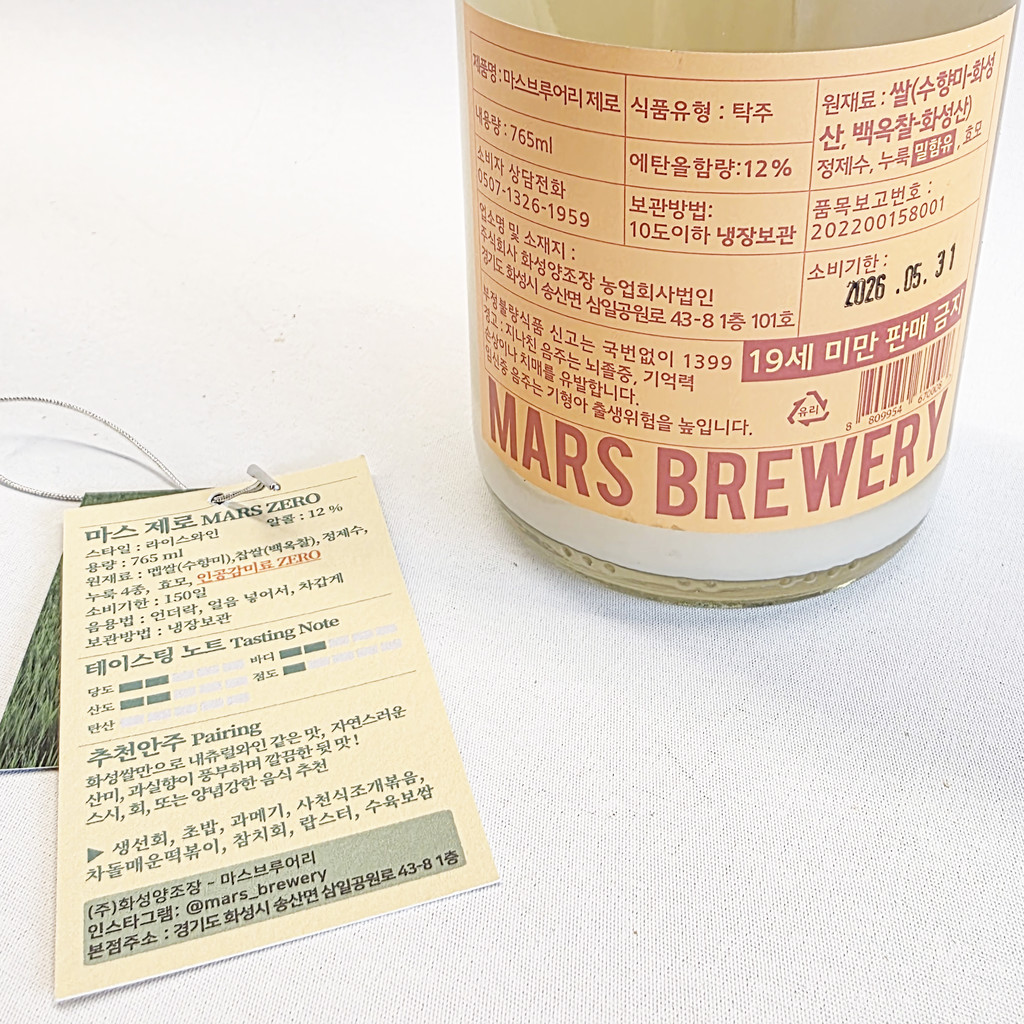 제품명 : 마스브루어리 제로
내용량 : 765ml
소비자 상담전화
0507-1326-1959
식품유형 : 탁주
에탄올함량:12%
보관방법:
10도이하 냉장보관
원재료 : 쌀(수향미-화성
산, 백옥찰-화성산)
정제수, 누룩 밀함유, 효모
품목보고번호 :
202200158001
업소명 및 소재지 :
주식회사 화성양조장 농업회사법인
경기도 화성시 송산면 삼일공원로 43-8 1층 101호
소비기한 :
2026 .05. 31
부정불량식품 신고는 국번없이 1399
경고 : 지나친 음주는 뇌졸중, 기억력
손상이나 치매를 유발합니다.
임신중 음주는 기형아 출생위험을 높입니다.
19세 미만 판매 금지
유리
8 809954 670006
MARS BREWERY
마스 제로 MARS ZERO
스타일 : 라이스와인 알콜 : 12 %
용량 : 765 ml
원재료 : 멥쌀(수향미),찹쌀(백옥찰), 정제수,
누룩 4종, 효모, 인공감미료 ZERO
소비기한 : 150일
음용법 : 언더락, 얼음 넣어서, 차갑게
보관방법 : 냉장보관
테이스팅 노트 Tasting Note
당도 바디
산도 점도
탄산
추천안주 Pairing
화성쌀만으로 내츄럴와인 같은 맛, 자연스러운
산미, 과실향이 풍부하며 깔끔한 뒷 맛 !
스시, 회, 또는 양념강한 음식 추천
▶ 생선회, 초밥, 과메기, 사천식조개볶음,
차돌매운떡볶이, 참치회, 랍스터, 수육보쌈
(주)화성양조장 ~ 마스브루어리
인스타그램: @mars_brewery
본점주소 : 경기도 화성시 송산면 삼일공원로 43-8 1층